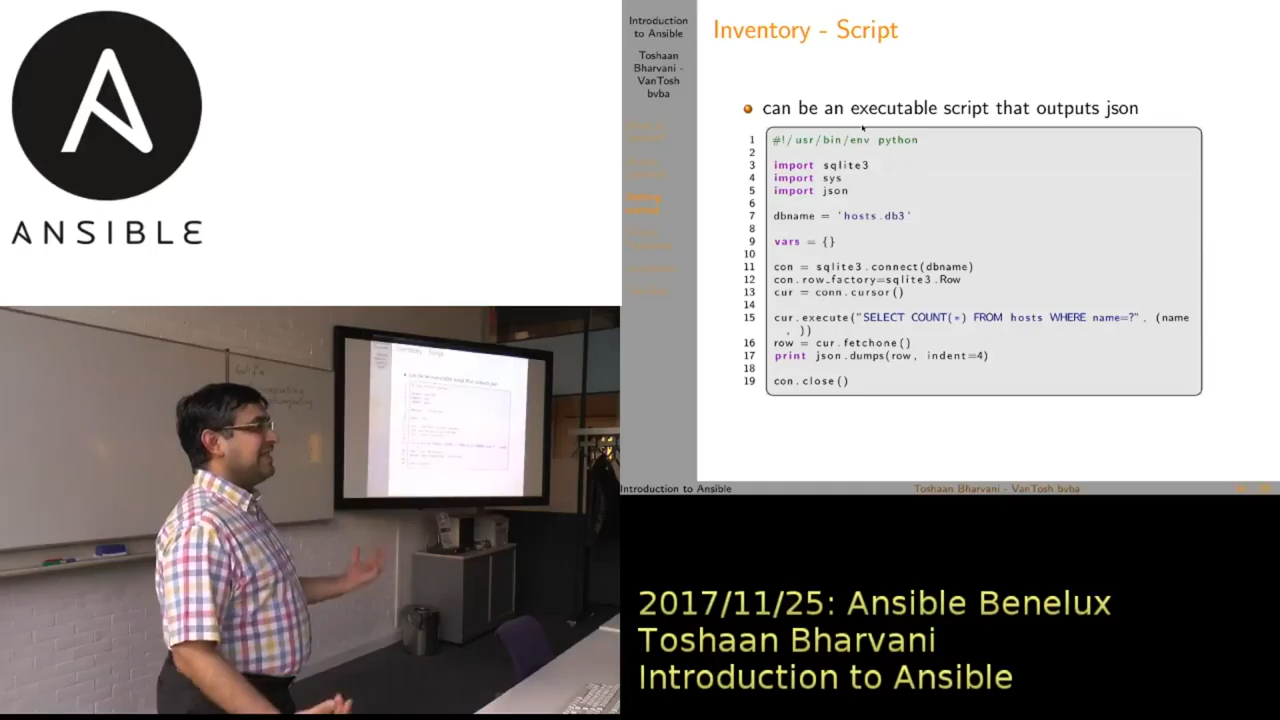 ANSIBLE
Introduction
to Ansible
Toshaan
Bharvani -
VanTosh
bvba
Inventory - Script
can be an executable script that outputs json
1 #!/usr/bin/env python
2
3 import sqlite3
4 import sys
5 import json
6
7 dbname = 'hosts.db3'
8
9 vars = {}
10
11 con = sqlite3.connect(dbname)
12 con.row_factory=sqlite3.Row
13 cur = conn.cursor()
14
15 cur.execute("SELECT COUNT(*) FROM hosts WHERE name=?", (name
, ))
16 row = cur.fetchone()
17 print json.dumps(row, indent=4)
18
19 con.close()
Introduction to Ansible
Toshaan Bharvani - VanTosh bvba
Inventory Script
2017/11/25: Ansible Benelux
Toshaan Bharvani
Introduction to Ansible